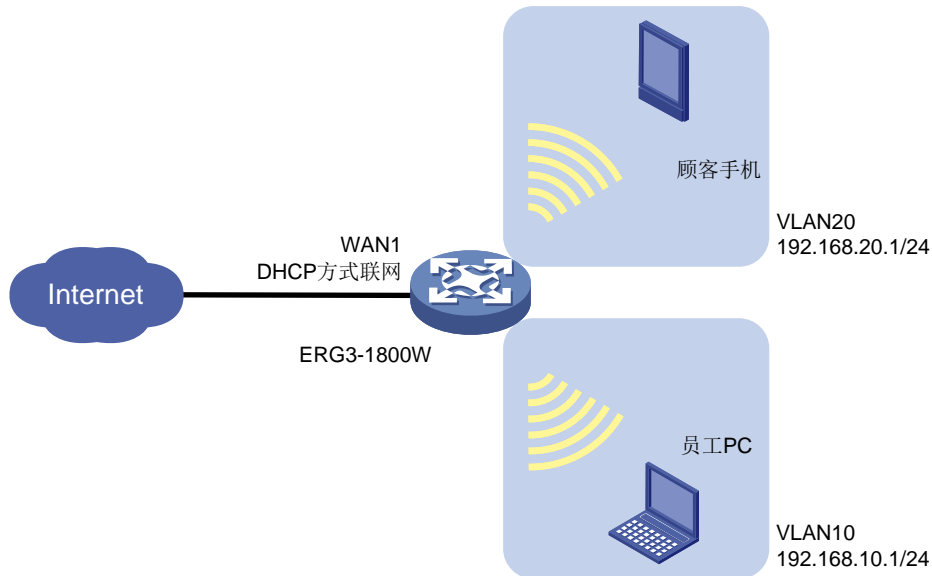 顾客手机
VLAN20
192.168.20.1/24
WAN1
DHCP方式联网
Internet
ERG3-1800W
员工PC
VLAN10
192.168.10.1/24